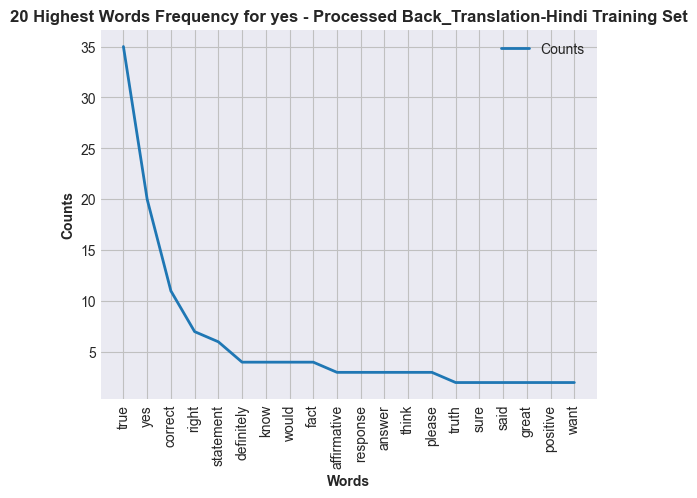 20 Highest Words Frequency for yes - Processed Back_Translation-Hindi Training Set
Counts
35
30
25
20
15
10
5
Counts
true
yes
correct
right
statement
definitely
know
would
fact
affirmative
response
answer
think
please
truth
sure
said
great
positive
want
Words